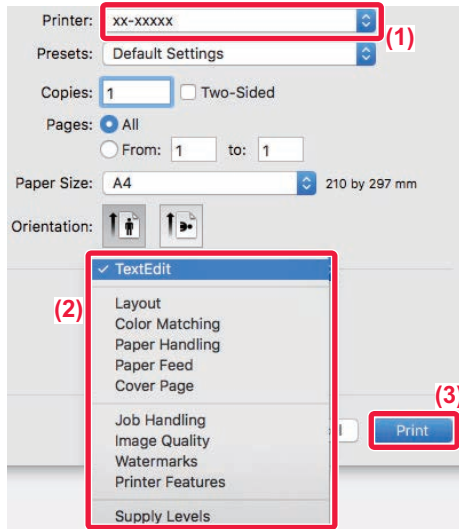 Printer: xx-xxxxx
(1)
Presets: Default Settings
Copies: 1 Two-Sided
Pages: All
From: 1 to: 1
Paper Size: A4 210 by 297 mm
Orientation:
✓ TextEdit
(2)
Layout
Color Matching
Paper Handling
Paper Feed
Cover Page
(3)
Job Handling
Print
Image Quality
Watermarks
Printer Features
Supply Levels